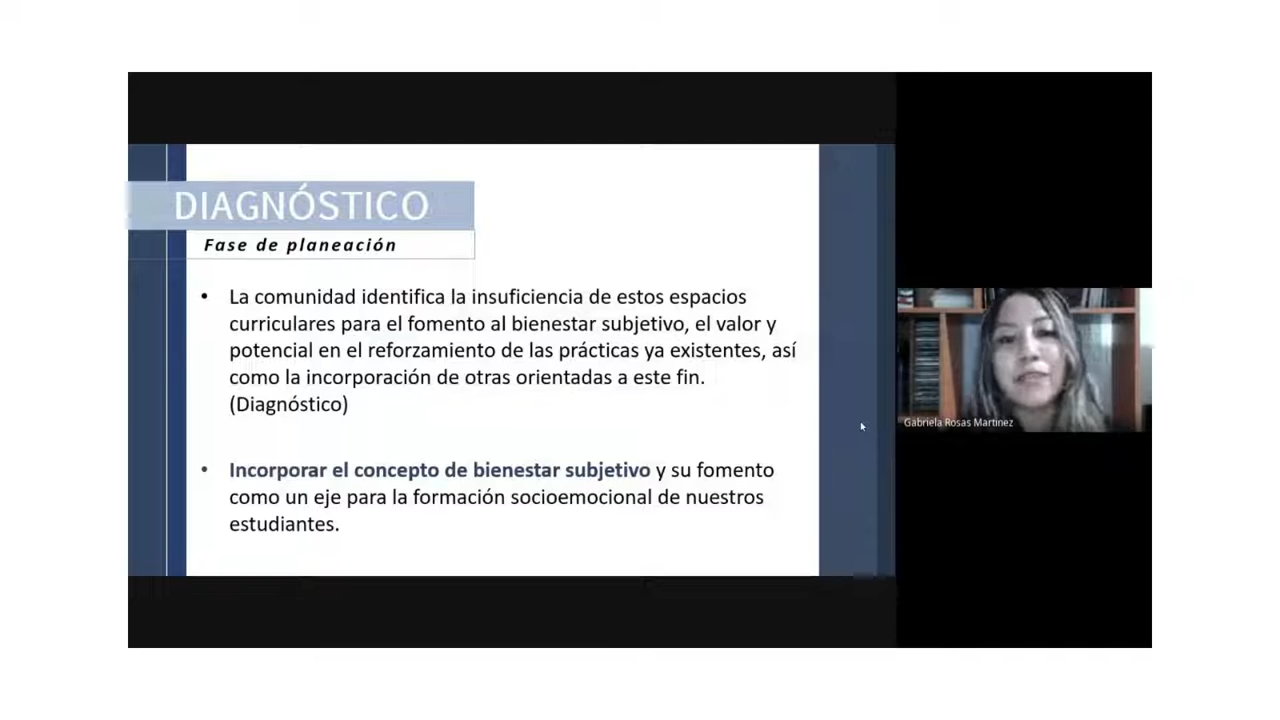 DIAGNÓSTICO
Fase de planeación
• La comunidad identifica la insuficiencia de estos espacios
curriculares para el fomento al bienestar subjetivo, el valor y
potencial en el reforzamiento de las prácticas ya existentes, así
como la incorporación de otras orientadas a este fin.
(Diagnóstico)
• Incorporar el concepto de bienestar subjetivo y su fomento
como un eje para la formación socioemocional de nuestros
estudiantes.
Gabriela Rosas Martinez